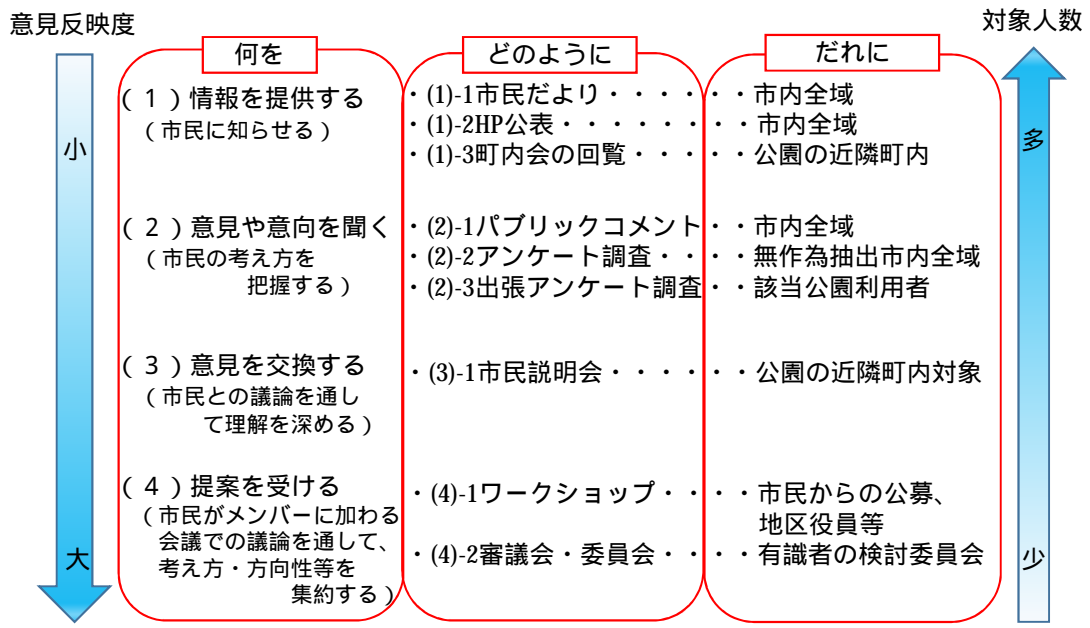 意見反映度
対象人数
何を
どのように
だれに
小
大
多
少
(1)情報を提供する
(市民に知らせる)
・(1)-1市民だより・・・・・・・市内全域
・(1)-2HP公表・・・・・・・・・市内全域
・(1)-3町内会の回覧・・・・・公園の近隣町内
(2)意見や意向を聞く
(市民の考え方を
把握する)
・(2)-1パブリックコメント・・市内全域
・(2)-2アンケート調査・・・・無作為抽出市内全域
・(2)-3出張アンケート調査・・該当公園利用者
(3)意見を交換する
(市民との議論を通し
て理解を深める)
・(3)-1市民説明会・・・・・・公園の近隣町内対象
(4)提案を受ける
(市民がメンバーに加わる
会議での議論を通して、
考え方・方向性等を
集約する)
・(4)-1ワークショップ・・・・市民からの公募、
地区役員等
・(4)-2審議会・委員会・・・・有識者の検討委員会